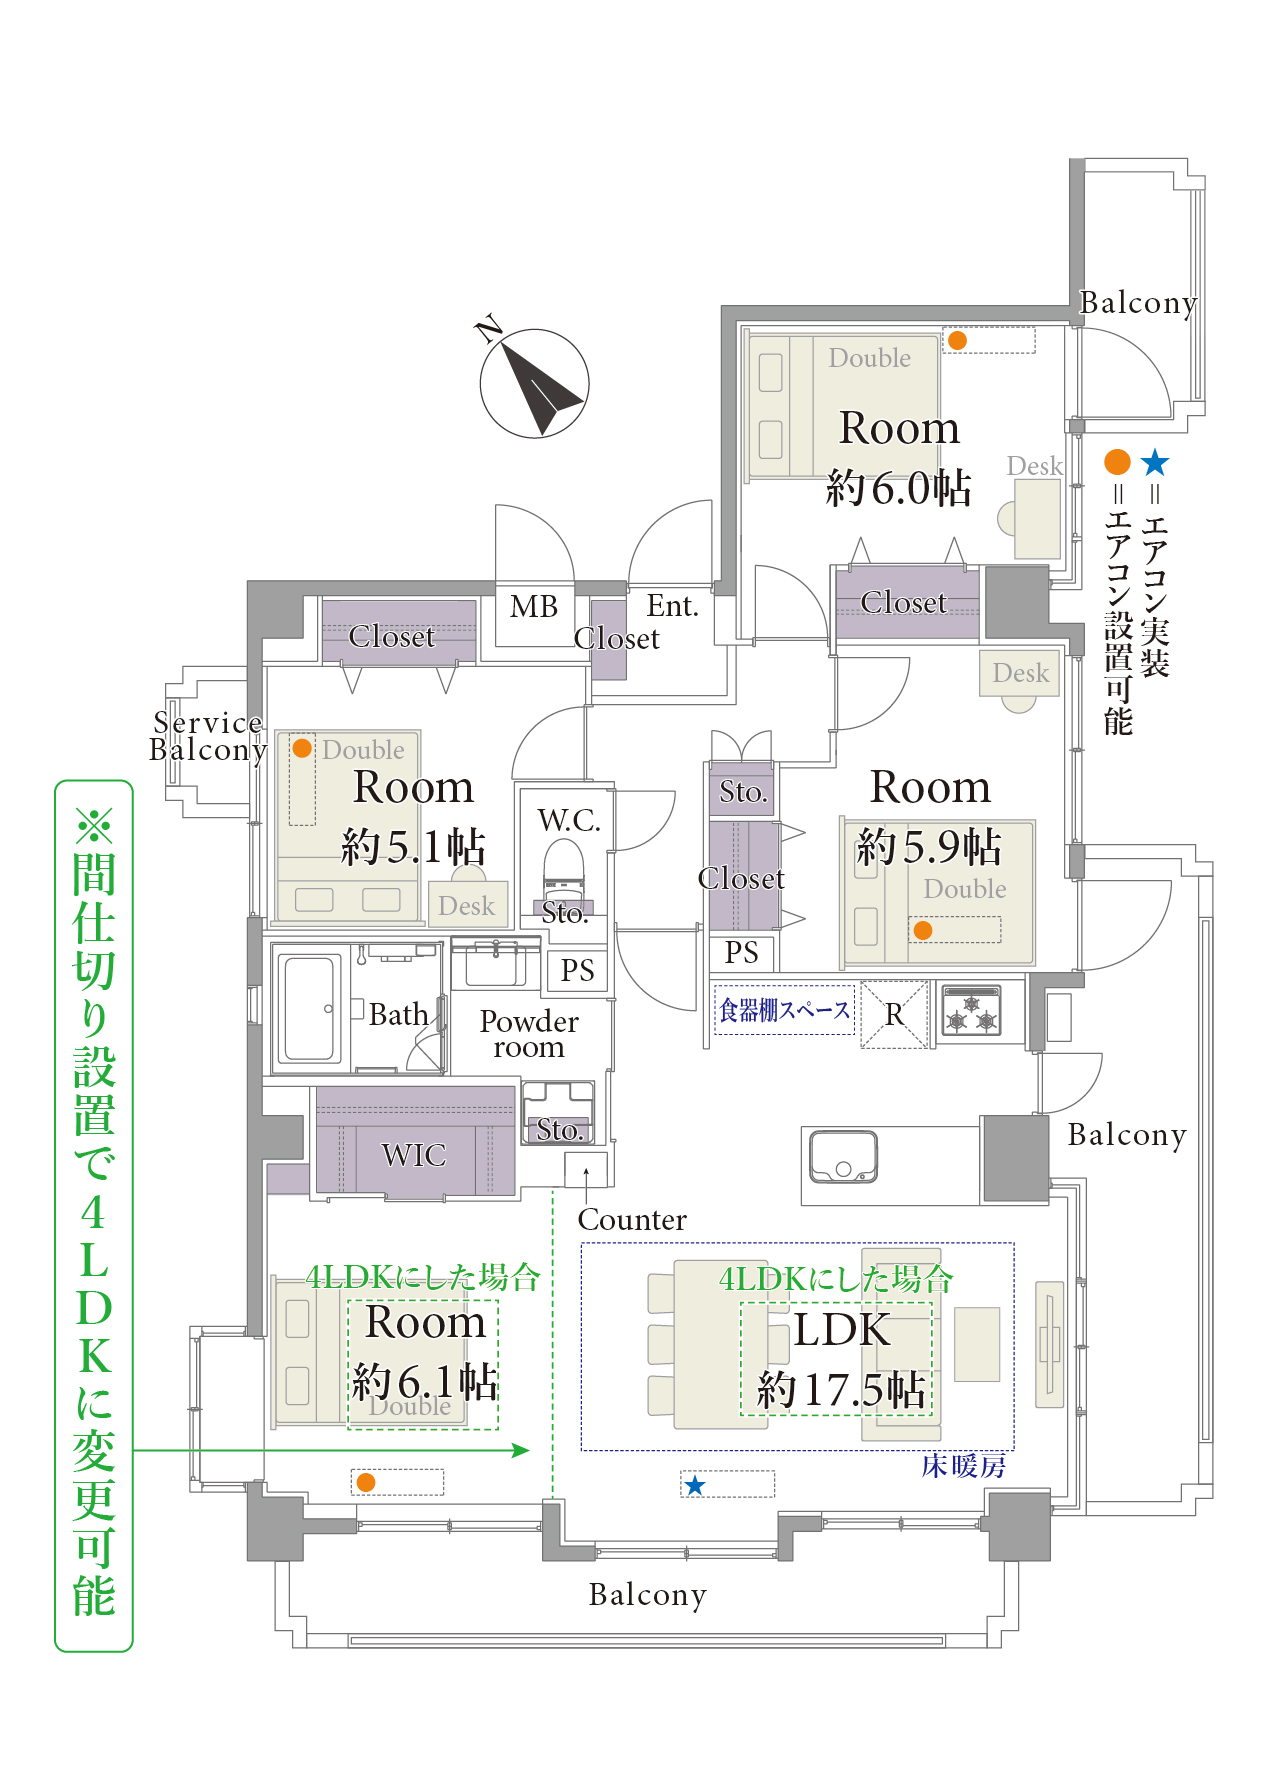 Balcony
N
Double
Room
約6.0帖
Desk
★=エアコン実装
●=エアコン設置可能
MB
Ent.
Closet
Closet
Closet
Desk
Service
Balcony
Double
Room
約5.1帖
Desk
W.C.
Sto.
Sto.
Closet
PS
PS
Room
約5.9帖
Double
Bath
Powder
room
食器棚スペース
R
Sto.
WIC
Counter
Balcony
4LDKにした場合
Room
約6.1帖
Double
4LDKにした場合
LDK
約17.5帖
床暖房
★
Balcony
※間仕切り設置で4LDKに変更可能